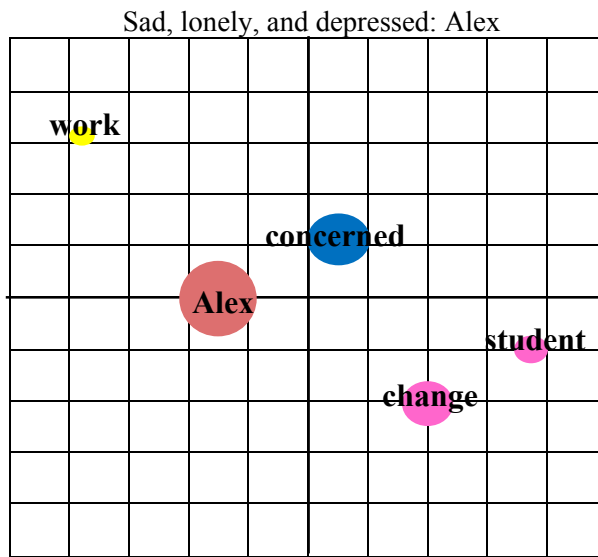 Sad, lonely, and depressed: Alex
work
concerned
Alex
student
change